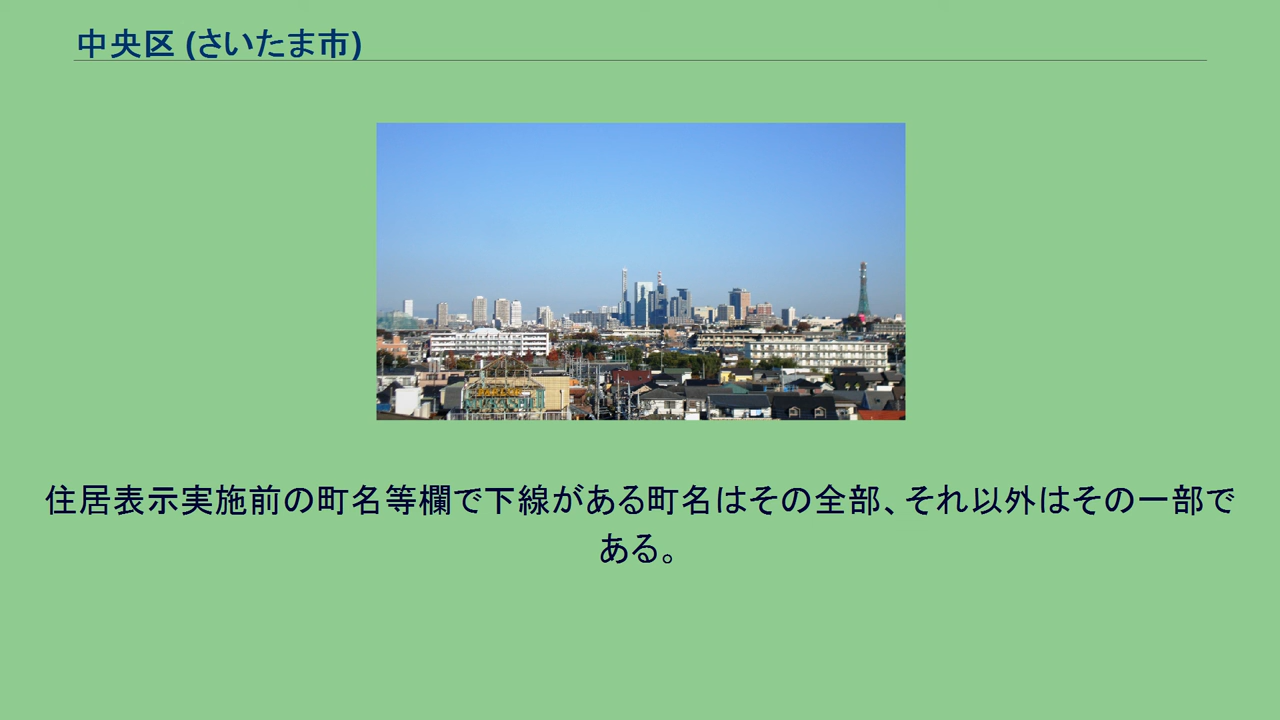 中央区 (さいたま市)
住居表示実施前の町名等欄で下線がある町名はその全部、それ以外はその一部で
ある。